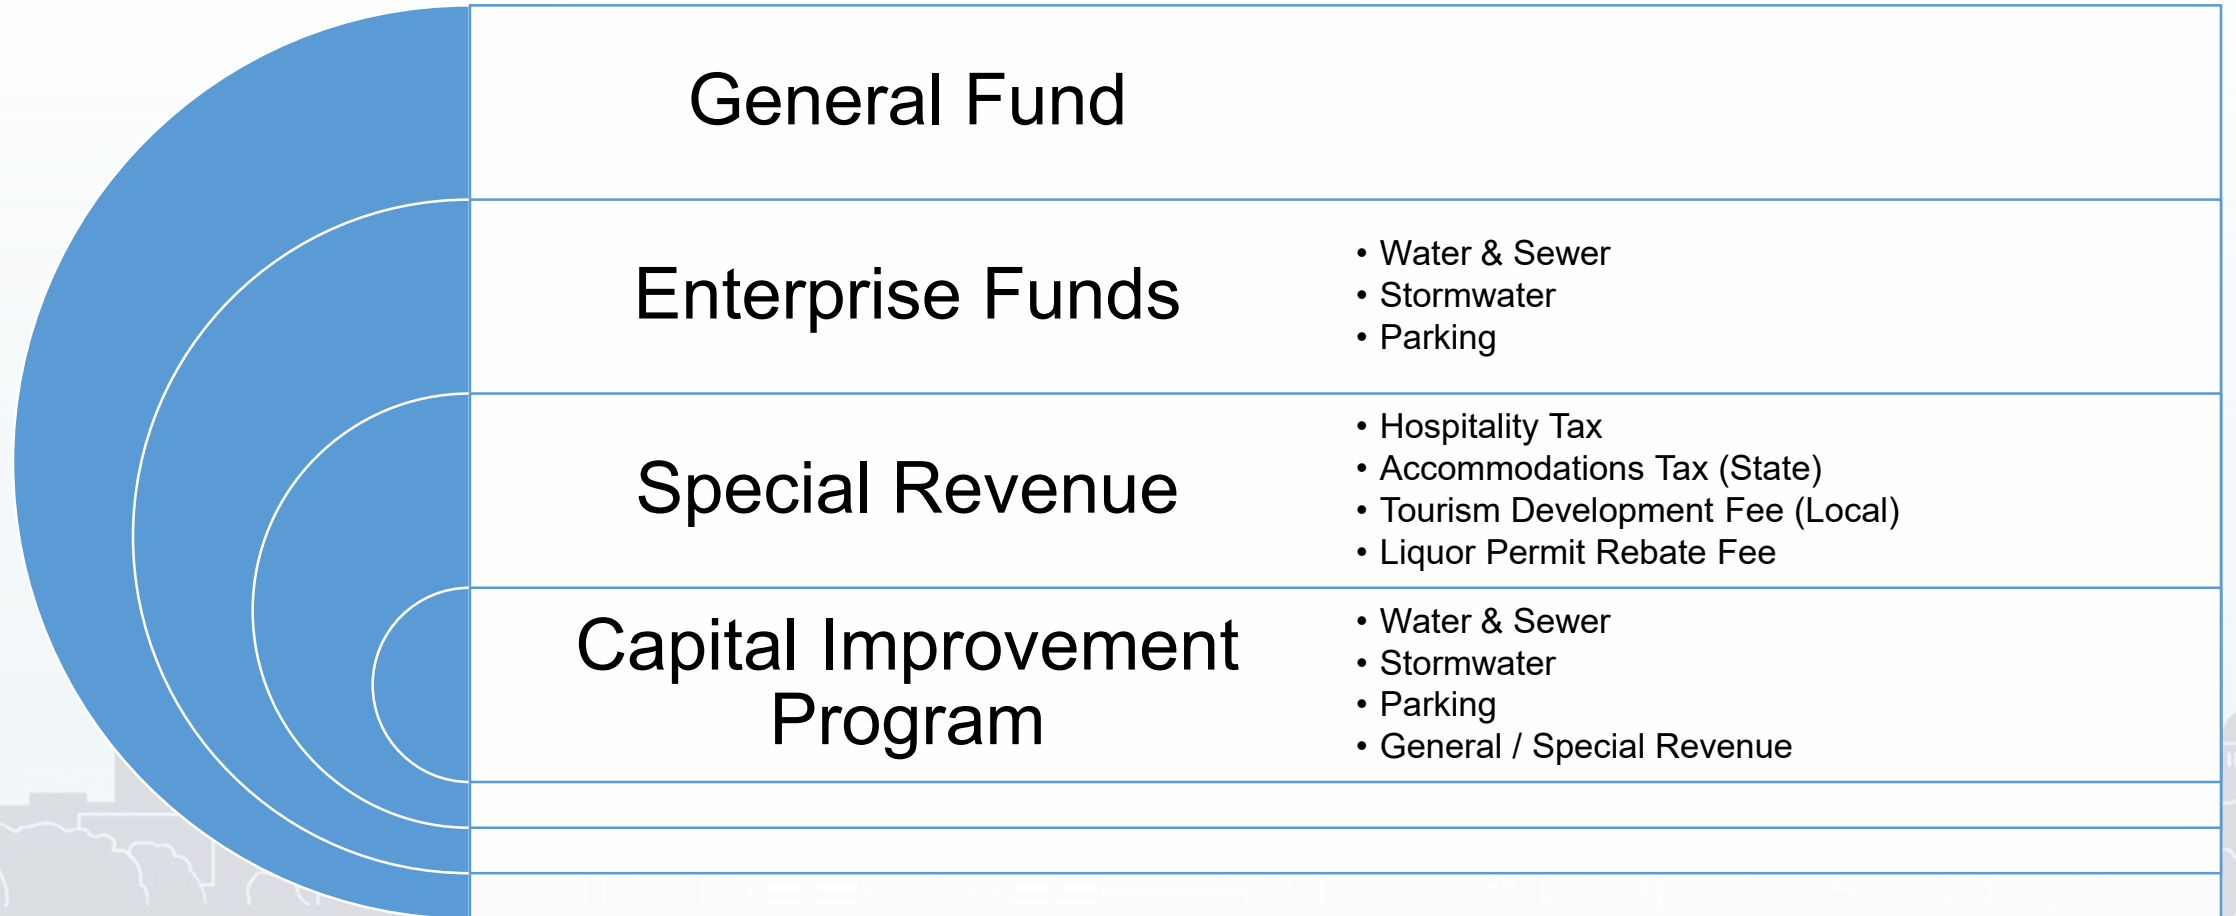 General Fund
Enterprise Funds
• Water & Sewer
• Stormwater
• Parking
Special Revenue
• Hospitality Tax
• Accommodations Tax (State)
• Tourism Development Fee (Local)
• Liquor Permit Rebate Fee
Capital Improvement
Program
• Water & Sewer
• Stormwater
• Parking
• General / Special Revenue